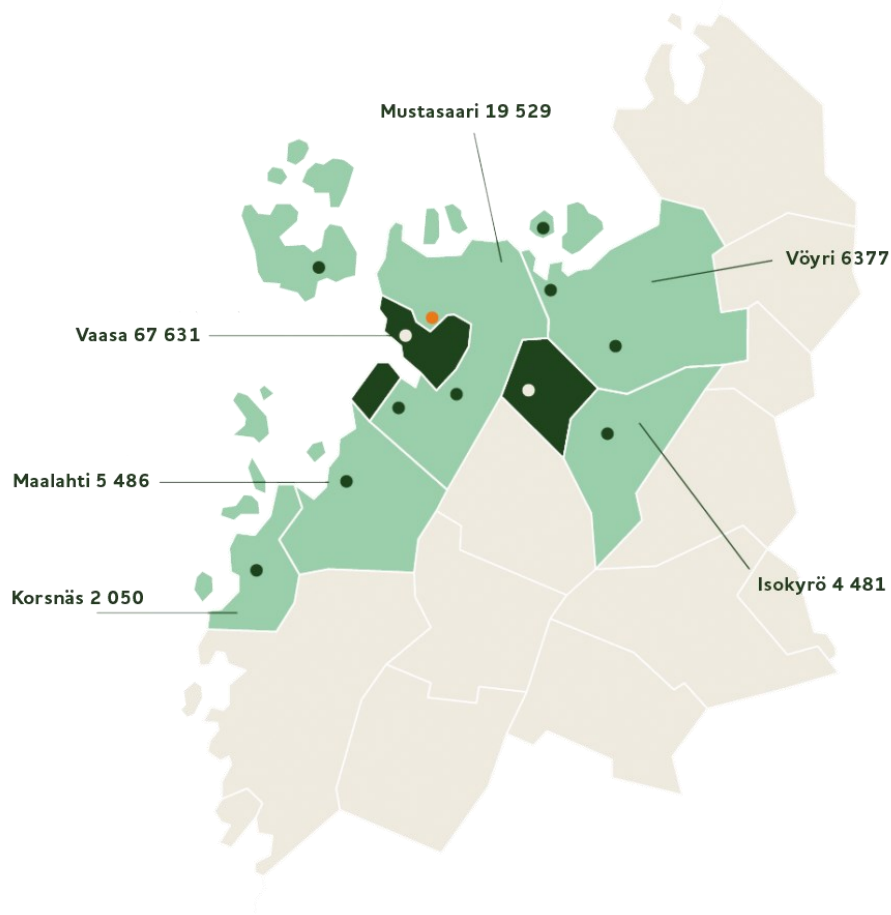 Mustasaari 19 529
Vöyri 6377
Vaasa 67 631
Maalahti 5 486
Isokyrö 4 481
Korsnäs 2 050